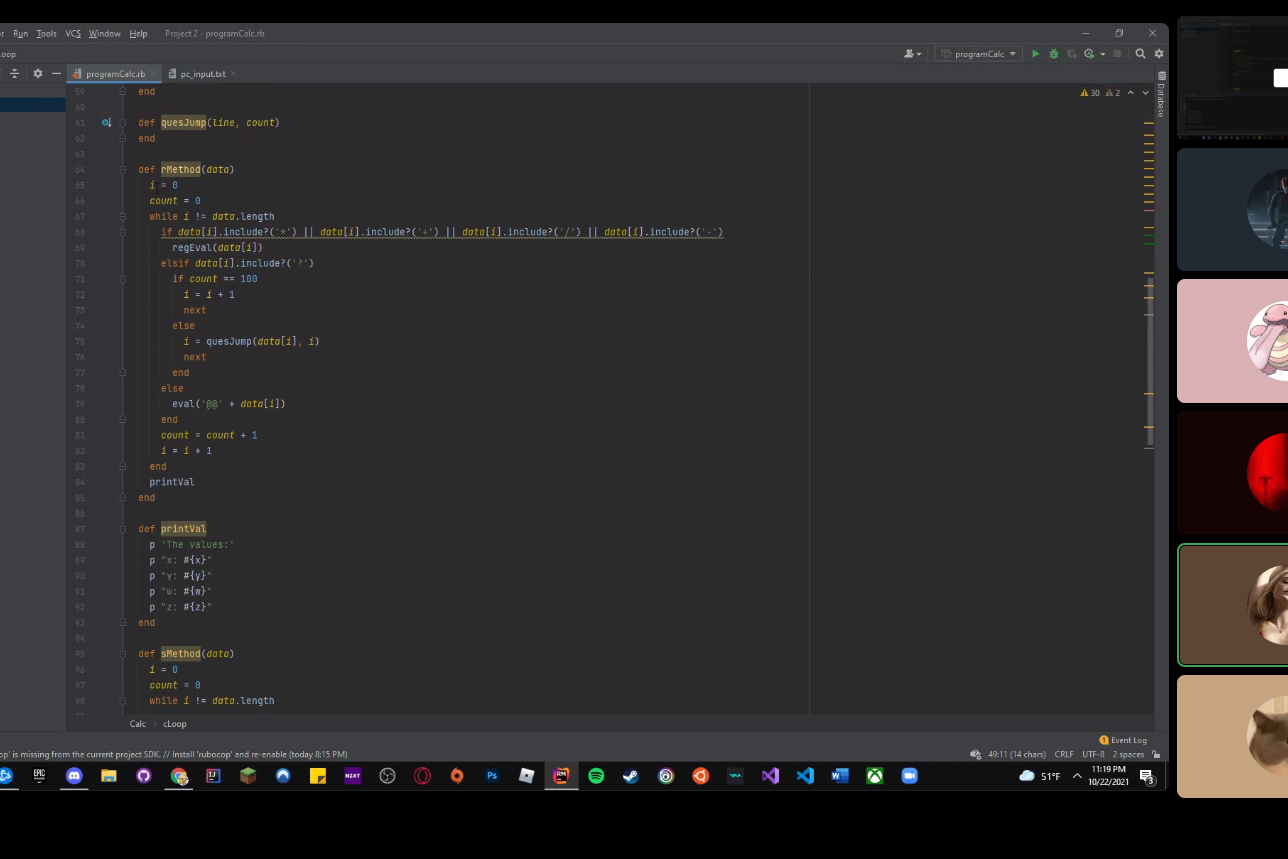 Run Tools VCS Window Help Project 2 - programCalc.rb
programCalc
programCalc.rb pc_input.txt
Database
30 2
59 end
60
61 def quesJump(line, count)
62 end
63
64 def rMethod(data)
65 i = 0
66 count = 0
67 while i != data.length
68 if data[i].include?('*') || data[i].include?('+') || data[i].include?('/') || data[i].include?('-')
69 regEval(data[i])
70 elsif data[i].include?('?')
71 if count == 100
72 i = i + 1
73 next
74 else
75 i = quesJump(data[i], i)
76 next
77 end
78 else
79 eval('@@' + data[i])
80 end
81 count = count + 1
82 i = i + 1
83 end
84 printVal
85 end
86
87 def printVal
88 p 'The values:'
89 p "x: #{x}"
90 p "y: #{y}"
91 p "w: #{w}"
92 p "z: #{z}"
93 end
94
95 def sMethod(data)
96 i = 0
97 count = 0
98 while i != data.length
Calc › cLoop
1 Event Log
is missing from the current project SDK. // Install 'rubocop' and re-enable (today 8:15 PM)
49:11 (14 chars) CRLF UTF-8 2 spaces
EPIC GAMES NZXT Ps RM W
51°F
11:19 PM
10/22/2021
3